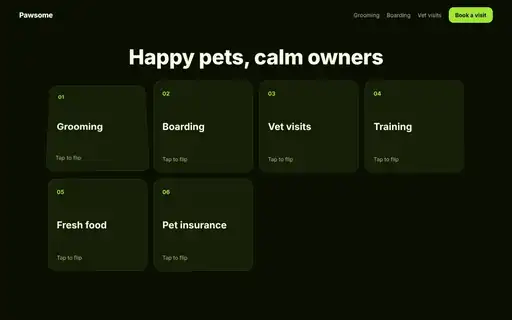 Pawsome
Grooming Boarding Vet visits Book a visit
Happy pets, calm owners
01
Grooming
Tap to flip
02
Boarding
Tap to flip
03
Vet visits
Tap to flip
04
Training
Tap to flip
05
Fresh food
Tap to flip
06
Pet insurance
Tap to flip